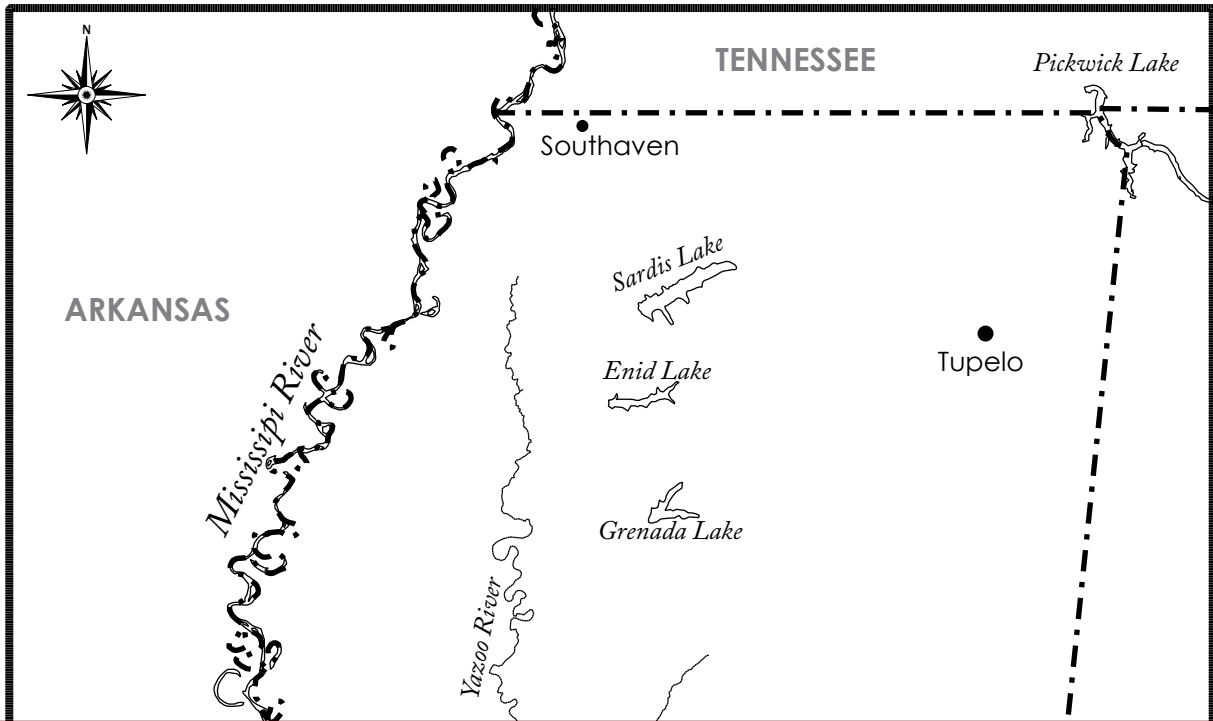 N
TENNESSEE
Pickwick Lake
Southaven
Sardis Lake
ARKANSAS
Mississipi River
Tupelo
Enid Lake
Grenada Lake
Yazoo River